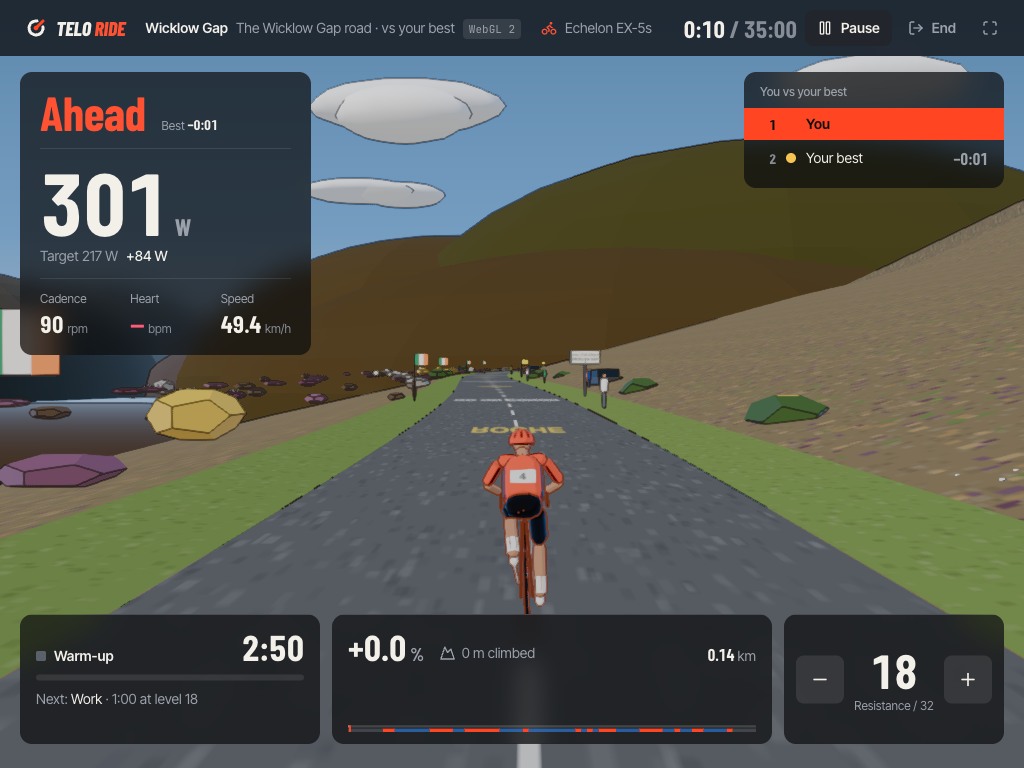 TELO RIDE
Wicklow Gap The Wicklow Gap road · vs your best WebGL 2
Echelon EX-5s
0:10 / 35:00
Pause
End
Ahead Best –0:01
301 W
Target 217 W +84 W
Cadence Heart Speed
90 rpm – bpm 49.4 km/h
You vs your best
1 You
2 Your best –0:01
ROCHE
4
Warm-up 2:50
Next: Work · 1:00 at level 18
+0.0 % 0 m climbed 0.14 km
− 18 +
Resistance / 32